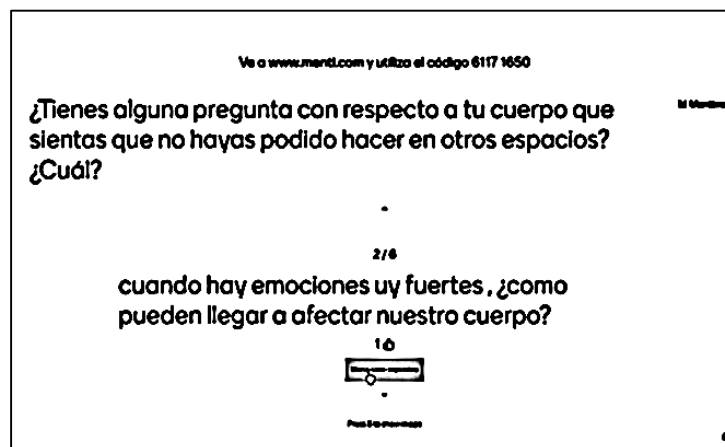 Ve a www.menti.com y utiliza el código 6117 1650
¿Tienes alguna pregunta con respecto a tu cuerpo que
sientas que no hayas podido hacer en otros espacios?
¿Cuál?
2/6
cuando hay emociones uy fuertes , ¿como
pueden llegar a afectar nuestro cuerpo?
1